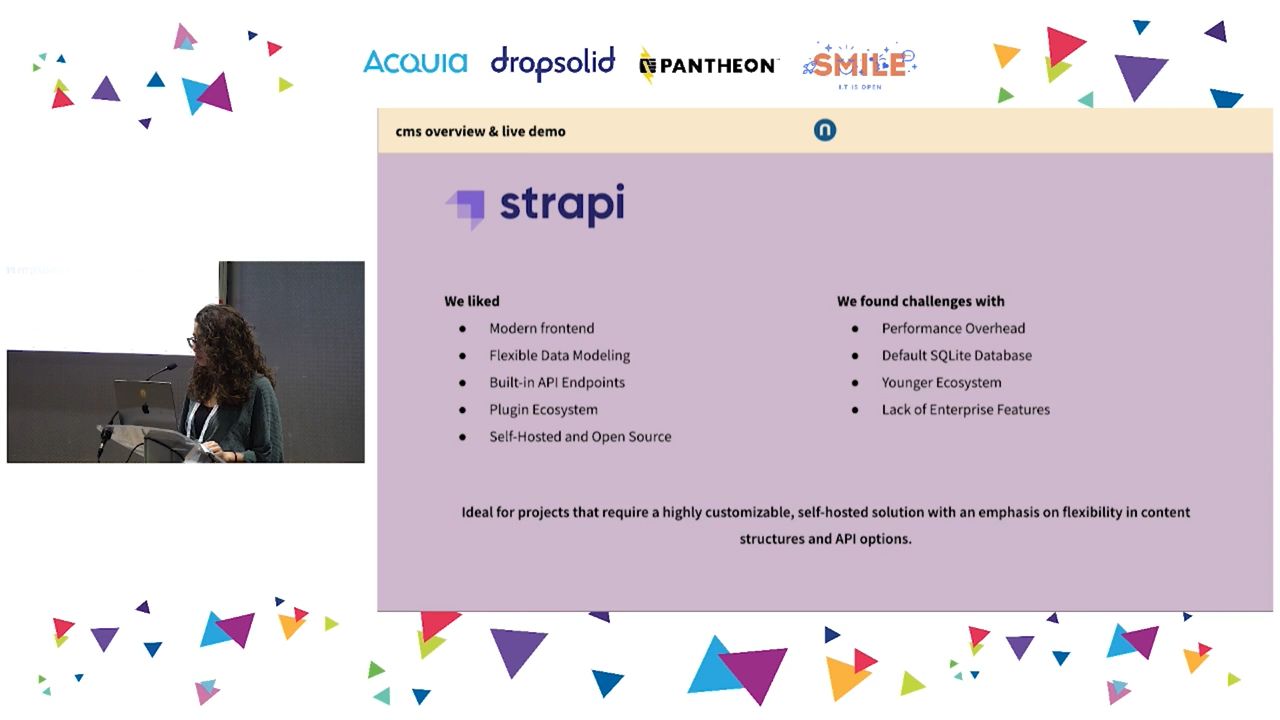 ACQUIA
dropsolid
PANTHEON
SMILE
I.T IS OPEN
cms overview & live demo
n
strapi
We liked
● Modern frontend
● Flexible Data Modeling
● Built-in API Endpoints
● Plugin Ecosystem
● Self-Hosted and Open Source
We found challenges with
● Performance Overhead
● Default SQLite Database
● Younger Ecosystem
● Lack of Enterprise Features
Ideal for projects that require a highly customizable, self-hosted solution with an emphasis on flexibility in content
structures and API options.